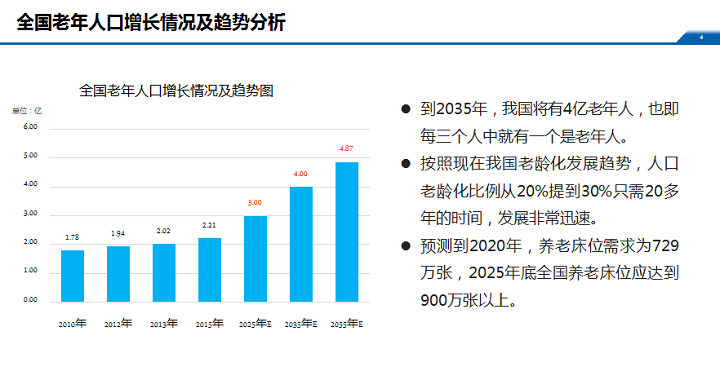 全国老年人口增长情况及趋势分析
4
全国老年人口增长情况及趋势图
单位：亿
6.00
5.00
4.00
3.00
2.00
1.00
0.00
1.78
1.94
2.02
2.21
3.00
4.00
4.87
2010年
2012年
2013年
2015年
2025年E
2035年E
2055年E
● 到2035年，我国将有4亿老年人，也即
每三个人中就有一个是老年人。
● 按照现在我国老龄化发展趋势，人口
老龄化比例从20%提到30%只需20多
年的时间，发展非常迅速。
● 预测到2020年，养老床位需求为729
万张，2025年底全国养老床位应达到
900万张以上。